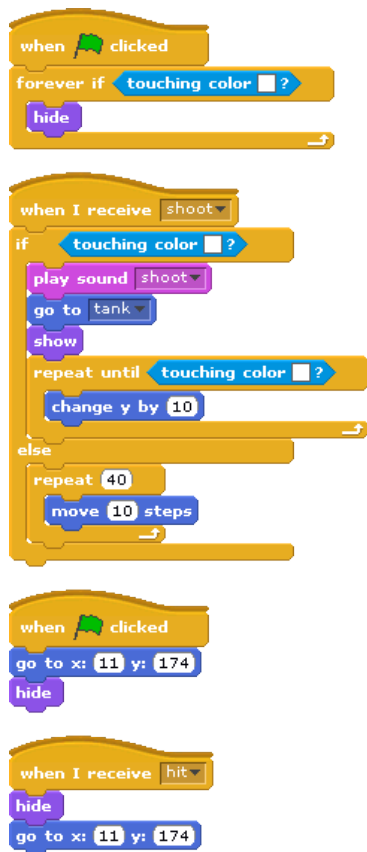 when clicked
forever if touching color ?
hide
when I receive shoot
if touching color ?
play sound shoot
go to tank
show
repeat until touching color ?
change y by 10
else
repeat 40
move 10 steps
when clicked
go to x: 11 y: 174
hide
when I receive hit
hide
go to x: 11 y: 174